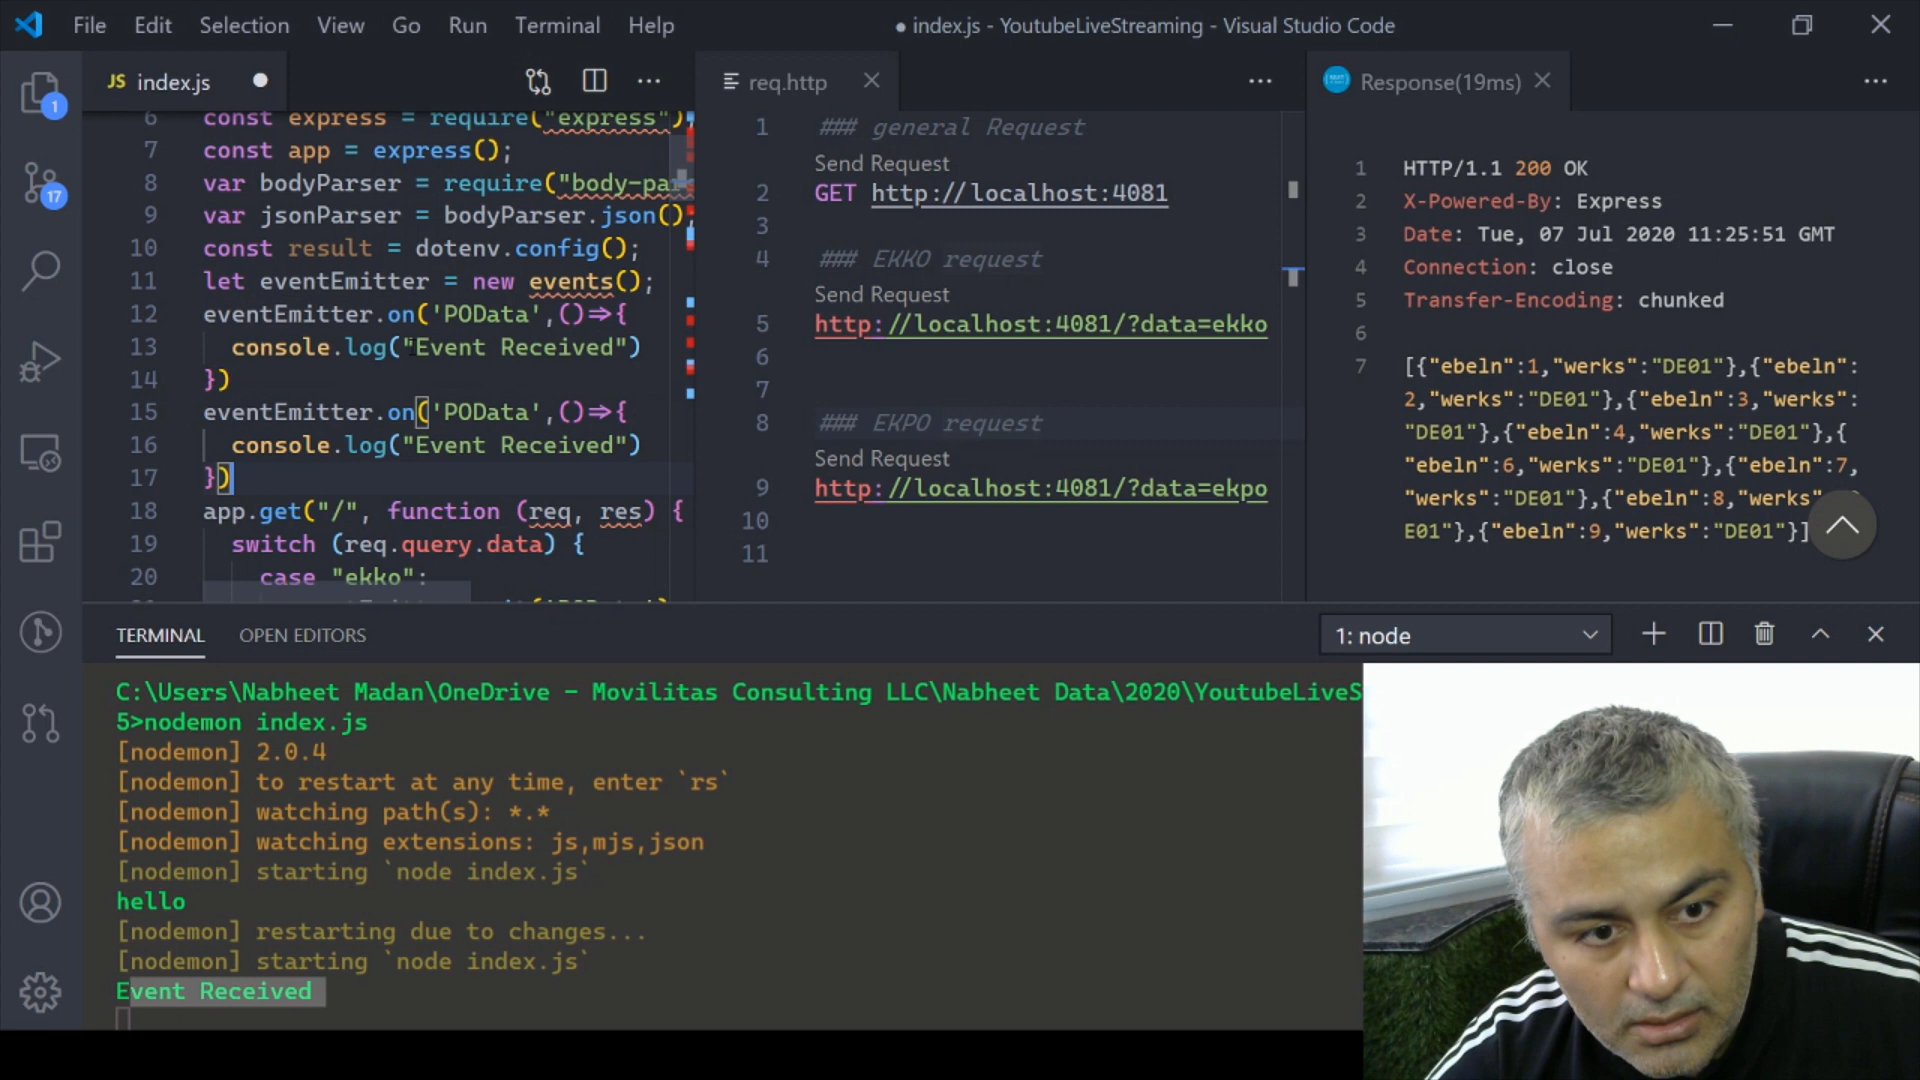 File Edit Selection View Go Run Terminal Help
● index.js - YoutubeLiveStreaming - Visual Studio Code
JS index.js
req.http
Response(19ms)
1
17
6 const express = require("express");
7 const app = express();
8 var bodyParser = require("body-par
9 var jsonParser = bodyParser.json();
10 const result = dotenv.config();
11 let eventEmitter = new events();
12 eventEmitter.on('POData',()=>{
13 console.log("Event Received")
14 })
15 eventEmitter.on('POData',()=>{
16 console.log("Event Received")
17 })
18 app.get("/", function (req, res) {
19 switch (req.query.data) {
20 case "ekko":
1 ### general Request
Send Request
2 GET http://localhost:4081
3
4 ### EKKO request
Send Request
5 http://localhost:4081/?data=ekko
6
7
8 ### EKPO request
Send Request
9 http://localhost:4081/?data=ekpo
10
11
1 HTTP/1.1 200 OK
2 X-Powered-By: Express
3 Date: Tue, 07 Jul 2020 11:25:51 GMT
4 Connection: close
5 Transfer-Encoding: chunked
6
7 [{"ebeln":1,"werks":"DE01"},{"ebeln":
2,"werks":"DE01"},{"ebeln":3,"werks":
"DE01"},{"ebeln":4,"werks":"DE01"},{
"ebeln":6,"werks":"DE01"},{"ebeln":7,
"werks":"DE01"},{"ebeln":8,"werks":
E01"},{"ebeln":9,"werks":"DE01"}]
TERMINAL OPEN EDITORS
1: node
C:\Users\Nabheet Madan\OneDrive - Movilitas Consulting LLC\Nabheet Data\2020\YoutubeLiveS
5>nodemon index.js
[nodemon] 2.0.4
[nodemon] to restart at any time, enter `rs`
[nodemon] watching path(s): *.*
[nodemon] watching extensions: js,mjs,json
[nodemon] starting `node index.js`
hello
[nodemon] restarting due to changes...
[nodemon] starting `node index.js`
Event Received